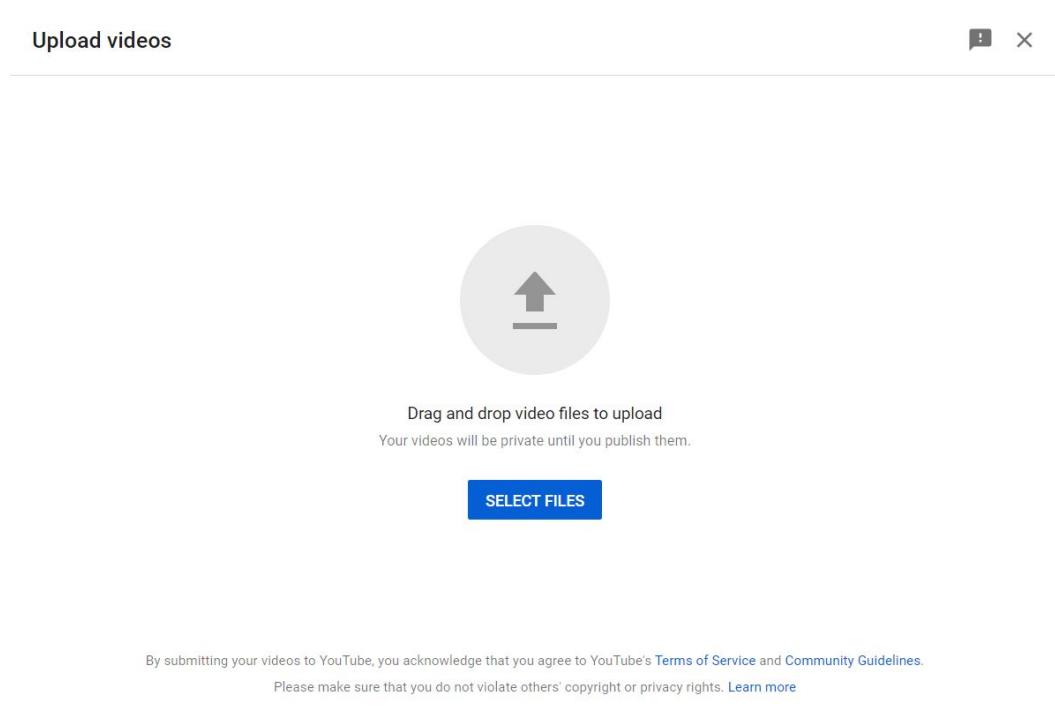 Upload videos
Drag and drop video files to upload
Your videos will be private until you publish them.
SELECT FILES
By submitting your videos to YouTube, you acknowledge that you agree to YouTube's Terms of Service and Community Guidelines.
Please make sure that you do not violate others' copyright or privacy rights. Learn more